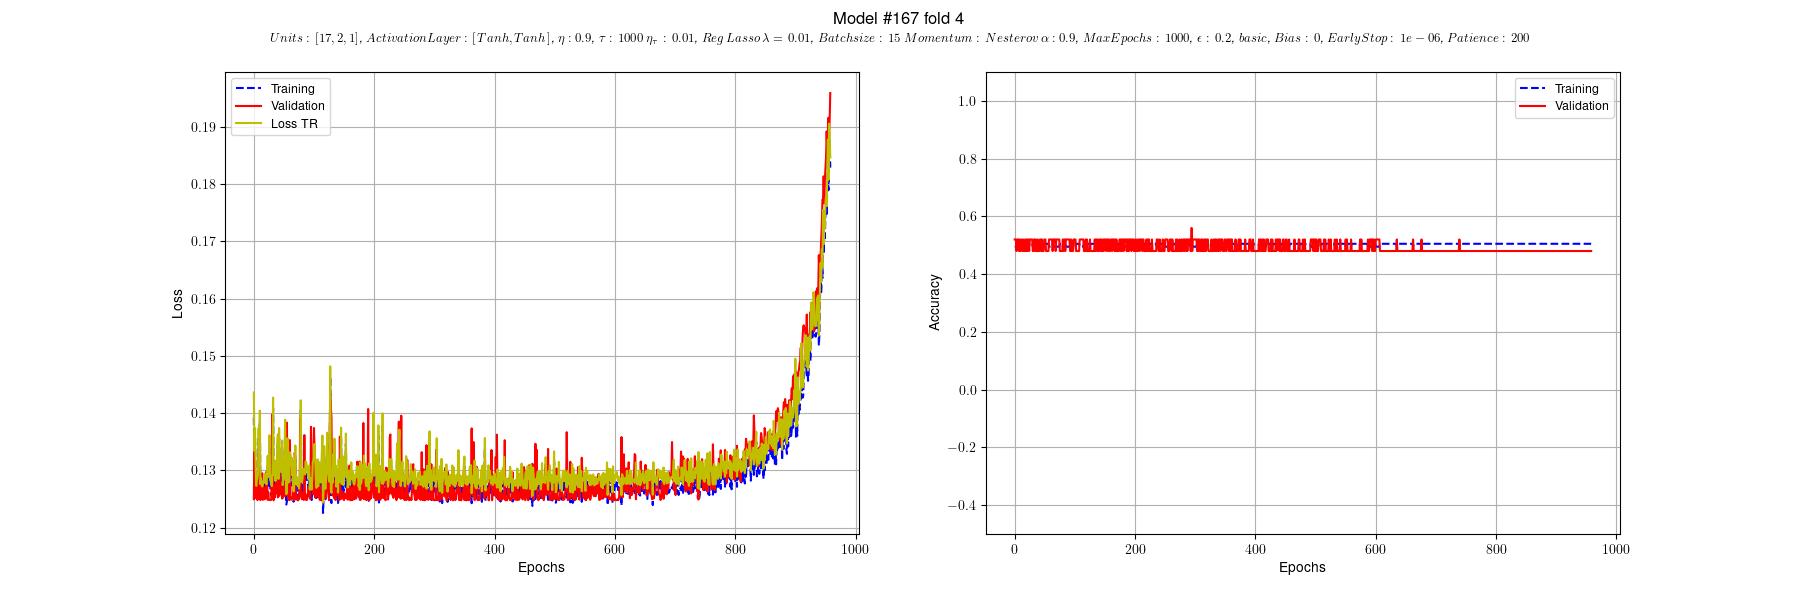 Model #167 fold 4
Units : [17, 2, 1], ActivationLayer : [Tanh, Tanh], η : 0.9, τ : 1000 η_τ : 0.01, Reg Lasso λ = 0.01, Batchsize : 15 Momentum : Nesterov α : 0.9, MaxEpochs : 1000, ϵ : 0.2, basic, Bias : 0, EarlyStop : 1e − 06, Patience : 200
Training
Validation
Loss TR
0.19
0.18
0.17
0.16
0.15
0.14
0.13
0.12
Loss
0 200 400 600 800 1000
Epochs
Training
Validation
1.0
0.8
0.6
0.4
0.2
0.0
−0.2
−0.4
Accuracy
0 200 400 600 800 1000
Epochs